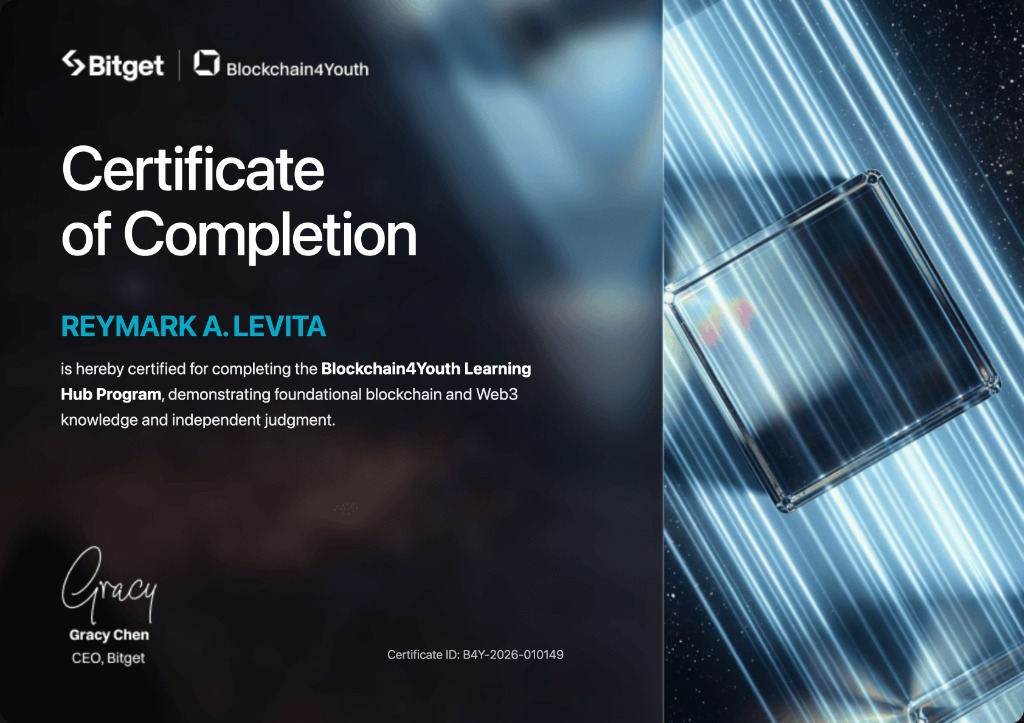 Bitget | Blockchain4Youth
Certificate
of Completion
REYMARK A. LEVITA
is hereby certified for completing the Blockchain4Youth Learning
Hub Program, demonstrating foundational blockchain and Web3
knowledge and independent judgment.
Gracy
Gracy Chen
CEO, Bitget
Certificate ID: B4Y-2026-010149